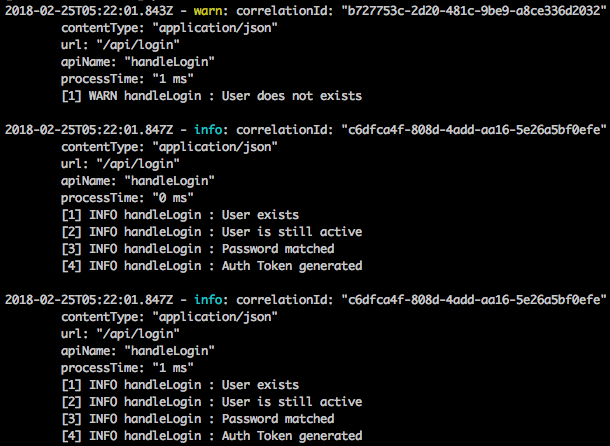 2018-02-25T05:22:01.843Z - warn: correlationId: "b727753c-2d20-481c-9be9-a8ce336d2032"
contentType: "application/json"
url: "/api/login"
apiName: "handleLogin"
processTime: "1 ms"
[1] WARN handleLogin : User does not exists
2018-02-25T05:22:01.847Z - info: correlationId: "c6dfca4f-808d-4add-aa16-5e26a5bf0efe"
contentType: "application/json"
url: "/api/login"
apiName: "handleLogin"
processTime: "0 ms"
[1] INFO handleLogin : User exists
[2] INFO handleLogin : User is still active
[3] INFO handleLogin : Password matched
[4] INFO handleLogin : Auth Token generated
2018-02-25T05:22:01.847Z - info: correlationId: "c6dfca4f-808d-4add-aa16-5e26a5bf0efe"
contentType: "application/json"
url: "/api/login"
apiName: "handleLogin"
processTime: "1 ms"
[1] INFO handleLogin : User exists
[2] INFO handleLogin : User is still active
[3] INFO handleLogin : Password matched
[4] INFO handleLogin : Auth Token generated